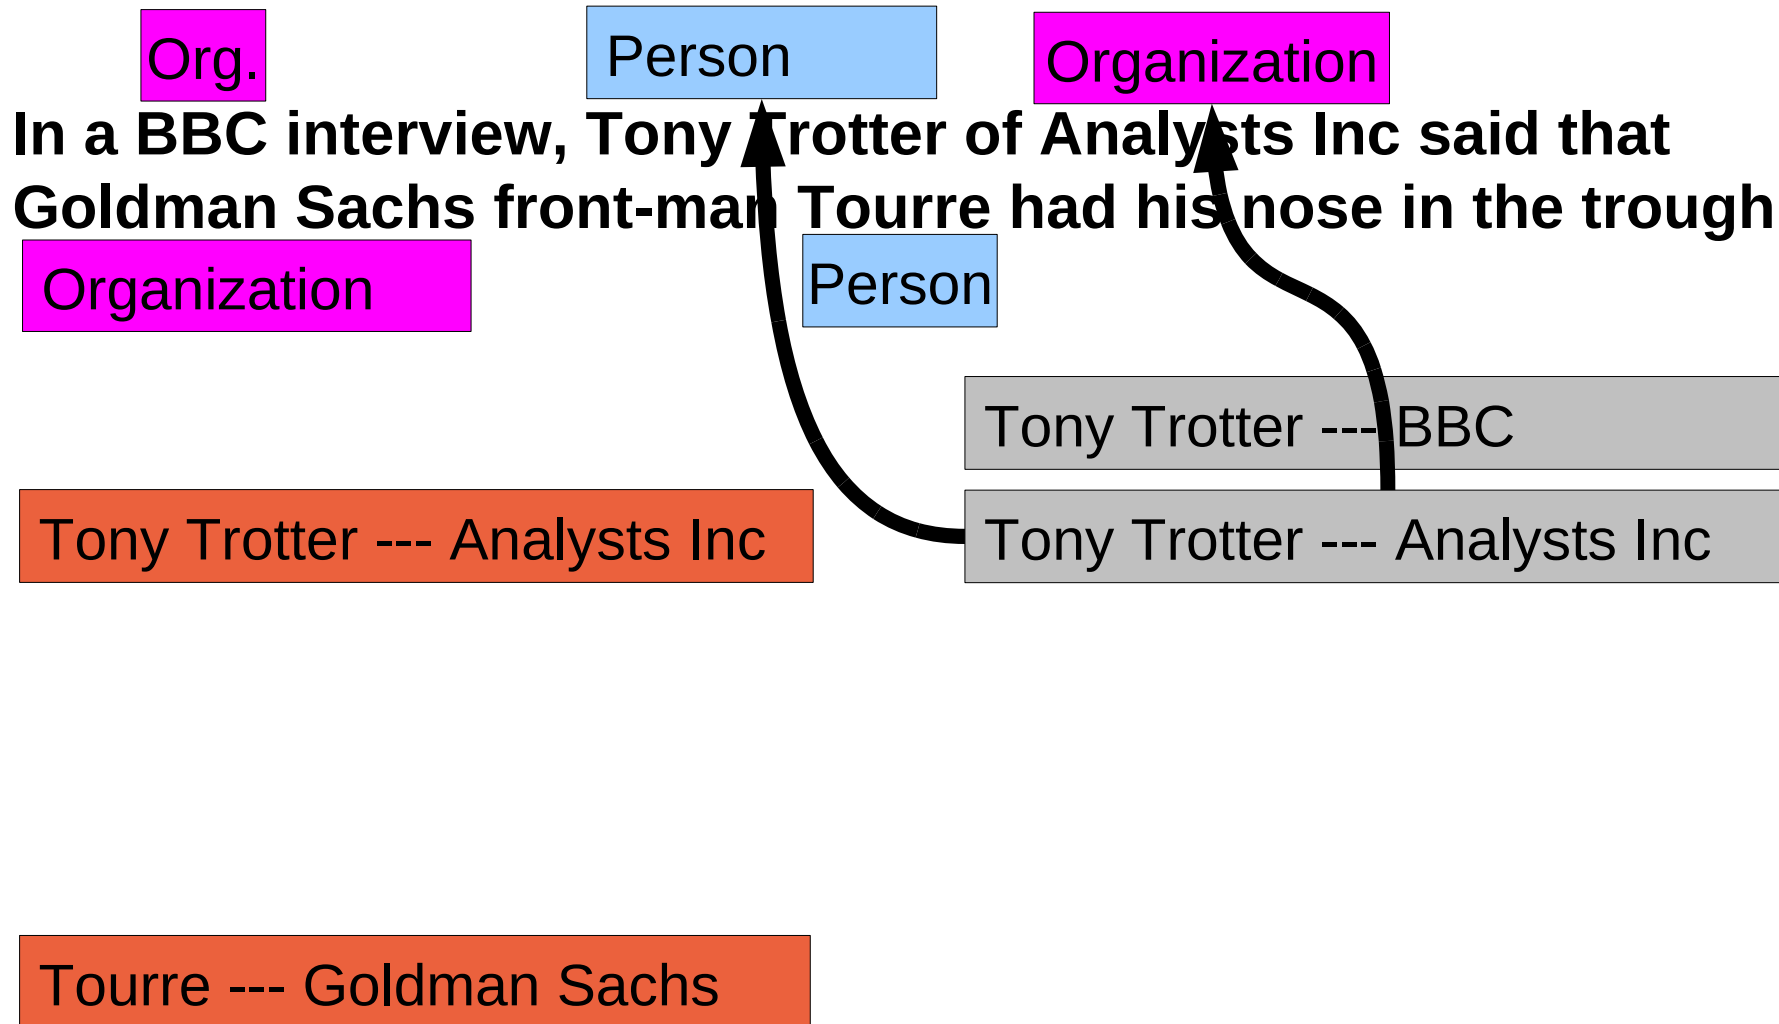 Org.
Person
Organization
In a BBC interview, Tony Trotter of Analysts Inc said that
Goldman Sachs front-man Tourre had his nose in the trough
Organization
Person
Tony Trotter --- BBC
Tony Trotter --- Analysts Inc
Tony Trotter --- Analysts Inc
Tourre --- Goldman Sachs